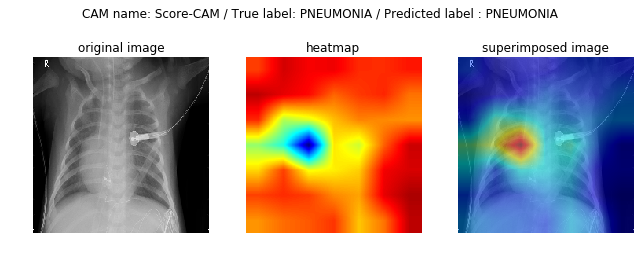 CAM name: Score-CAM / True label: PNEUMONIA / Predicted label : PNEUMONIA
original image
heatmap
superimposed image
R
R